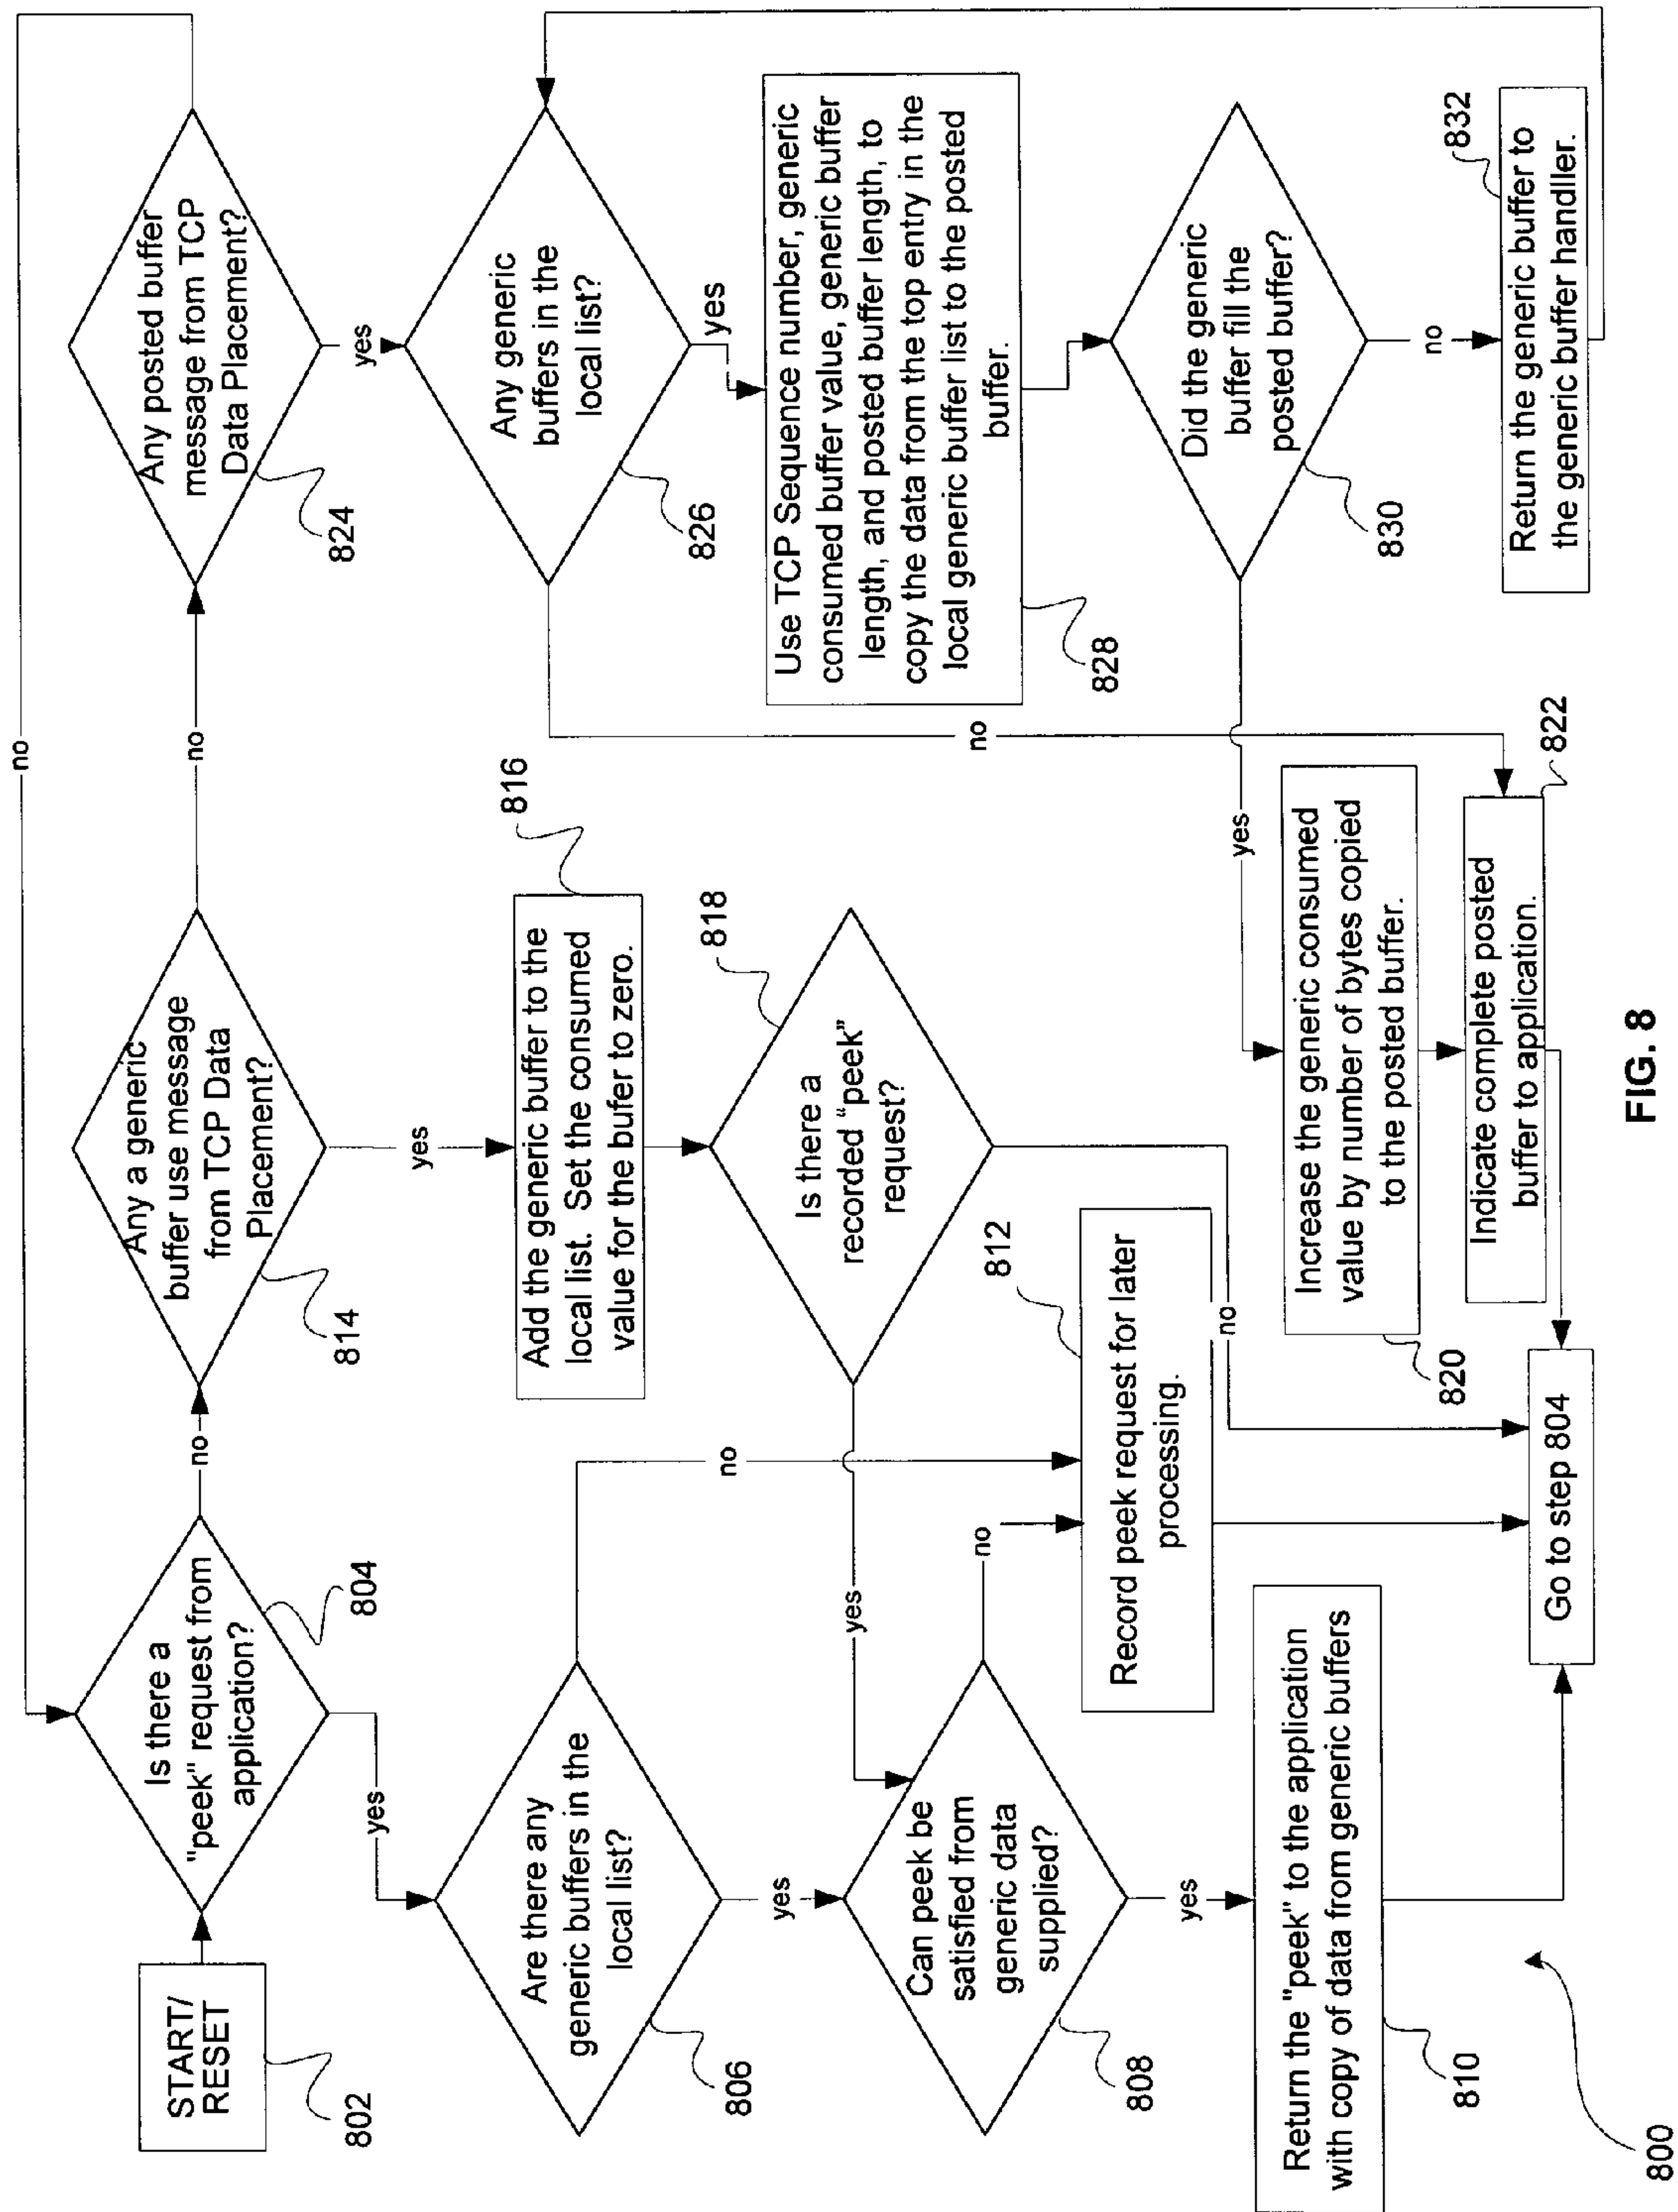 START/
RESET
802
Is there a
"peek" request from
application?
804
no
yes
no
Any a generic
buffer use message
from TCP Data
Placement?
814
no
yes
Any posted buffer
message from TCP
Data Placement?
824
yes
Are there any
generic buffers in the
local list?
806
no
yes
Can peek be
satisfied from
generic data
supplied?
808
no
yes
Return the "peek" to the application
with copy of data from generic buffers
810
Record peek request for later
processing.
812
Add the generic buffer to the
local list. Set the consumed
value for the bufer to zero.
816
Is there a
recorded "peek"
request?
818
yes
no
Any generic
buffers in the
local list?
826
yes
no
Use TCP Sequence number, generic
consumed buffer value, generic buffer
length, and posted buffer length, to
copy the data from the top entry in the
local generic buffer list to the posted
buffer.
828
Did the generic
buffer fill the
posted buffer?
830
yes
no
Return the generic buffer to
the generic buffer handller.
832
Increase the generic consumed
value by number of bytes copied
to the posted buffer.
820
Indicate complete posted
buffer to application.
822
Go to step 804
800
FIG. 8